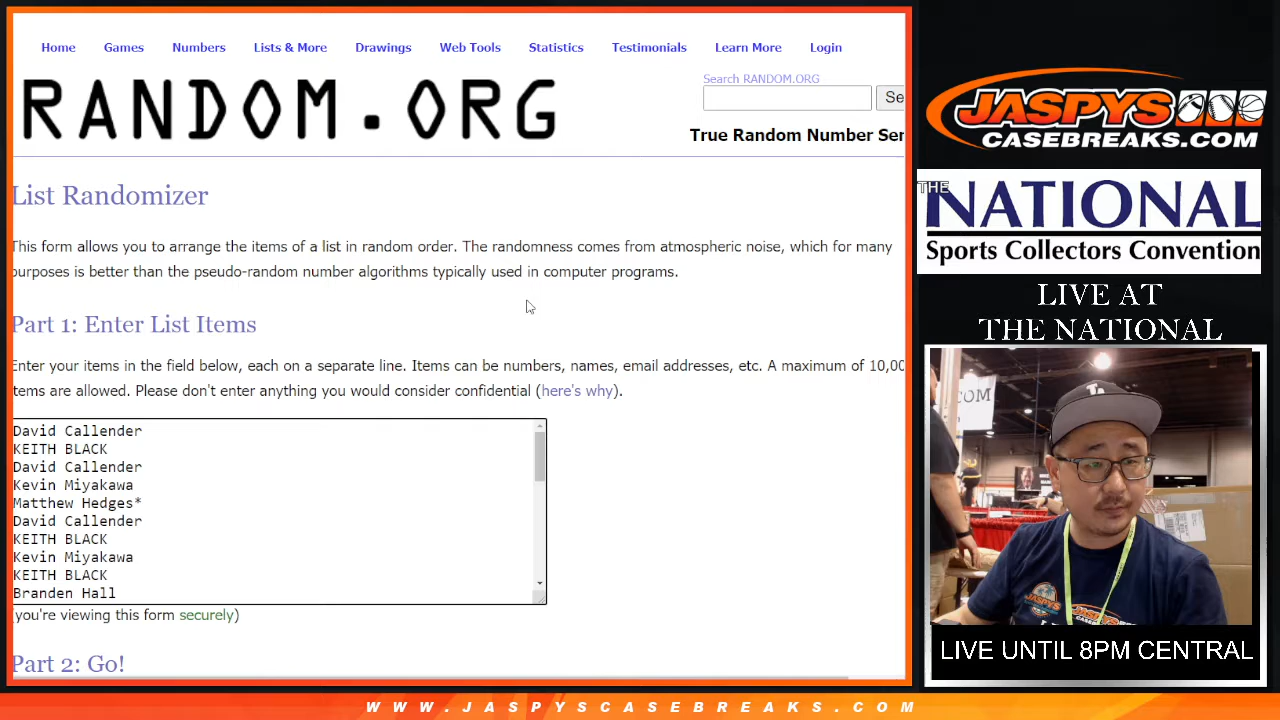 Home Games Numbers Lists & More Drawings Web Tools Statistics Testimonials Learn More Login
RANDOM.ORG
Search RANDOM.ORG
Se
True Random Number Ser
List Randomizer
This form allows you to arrange the items of a list in random order. The randomness comes from atmospheric noise, which for many
purposes is better than the pseudo-random number algorithms typically used in computer programs.
Part 1: Enter List Items
Enter your items in the field below, each on a separate line. Items can be numbers, names, email addresses, etc. A maximum of 10,00
items are allowed. Please don't enter anything you would consider confidential (here's why).
David Callender
KEITH BLACK
David Callender
Kevin Miyakawa
Matthew Hedges*
David Callender
KEITH BLACK
Kevin Miyakawa
KEITH BLACK
Branden Hall
(you're viewing this form securely)
Part 2: Go!
JASPYS
CASEBREAKS.COM
THE
NATIONAL
Sports Collectors Convention
LIVE AT
THE NATIONAL
.COM
JASPYS
LIVE UNTIL 8PM CENTRAL
WWW.JASPYSCASEBREAKS.COM